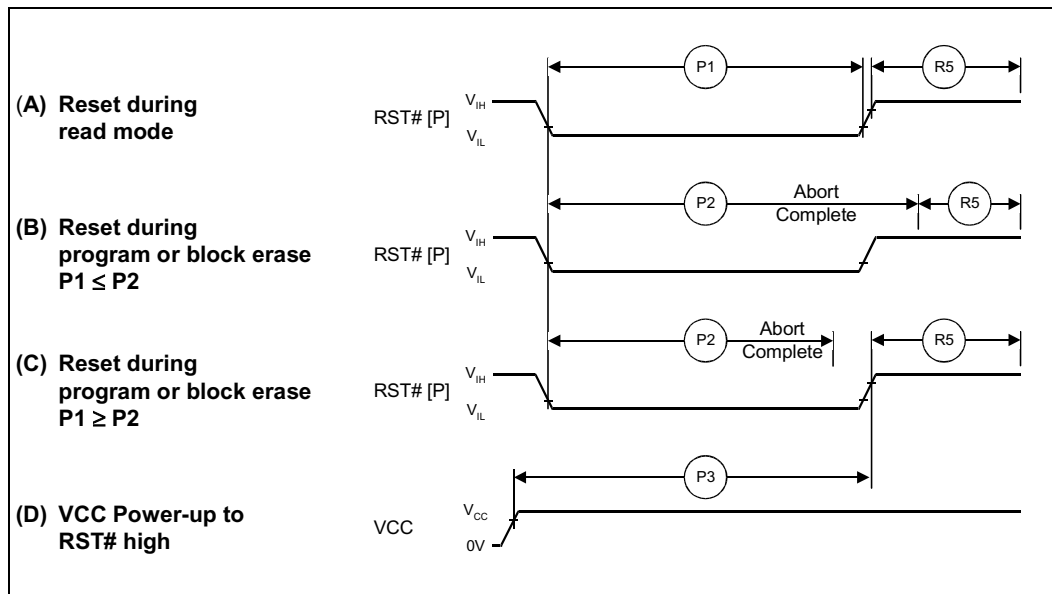 P1
R5
(A) Reset during
read mode
RST# [P]
VIH
VIL
P2
Abort
Complete
R5
(B) Reset during
program or block erase
P1 ≤ P2
RST# [P]
VIH
VIL
P2
Abort
Complete
R5
(C) Reset during
program or block erase
P1 ≥ P2
RST# [P]
VIH
VIL
P3
(D) VCC Power-up to
RST# high
VCC
VCC
0V